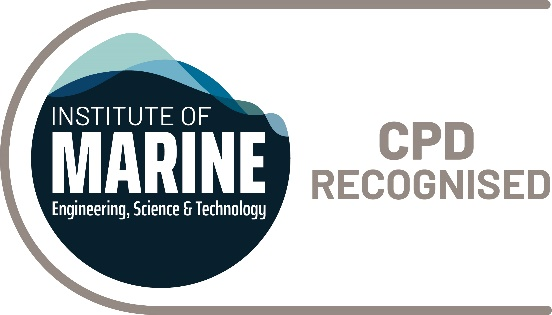 INSTITUTE OF
MARINE
Engineering, Science & Technology
CPD
RECOGNISED